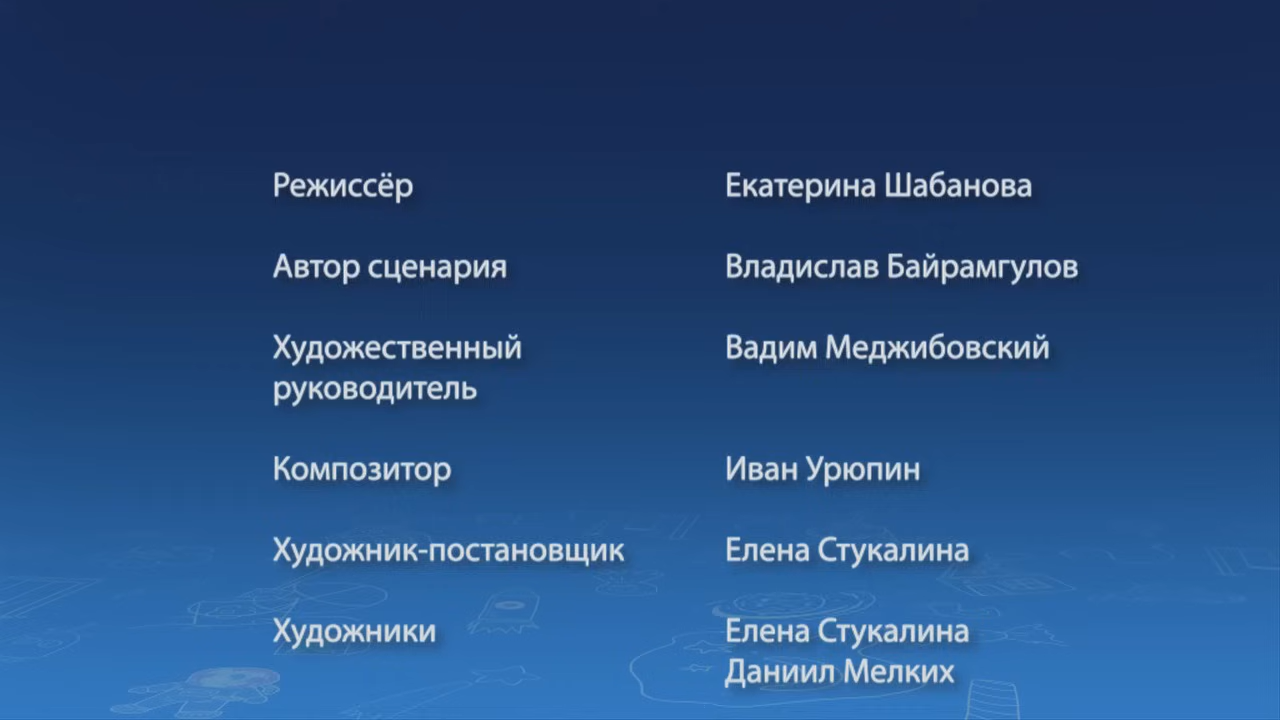 Режиссёр Екатерина Шабанова
Автор сценария Владислав Байрамгулов
Художественный Вадим Меджибовский
руководитель
Композитор Иван Урюпин
Художник-постановщик Елена Стукалина
Художники Елена Стукалина
Даниил Мелких